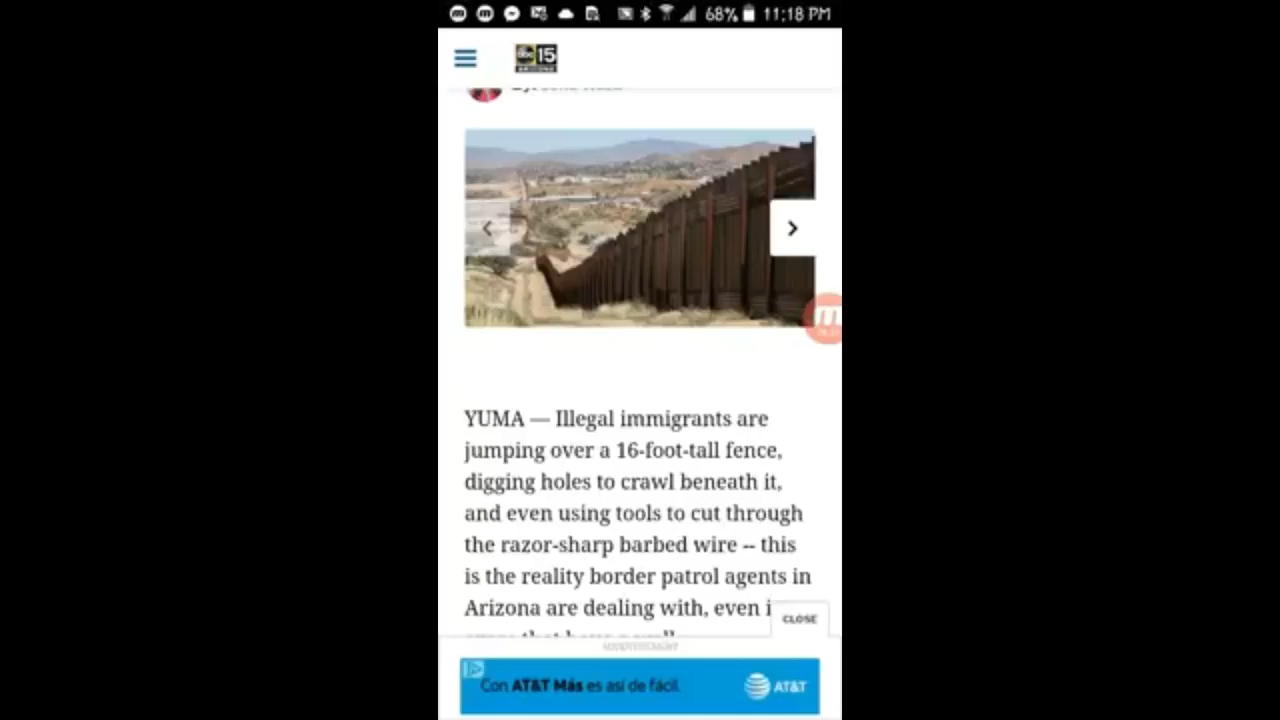 68% 11:18 PM
abc 15
ARIZONA
YUMA — Illegal immigrants are
jumping over a 16-foot-tall fence,
digging holes to crawl beneath it,
and even using tools to cut through
the razor-sharp barbed wire -- this
is the reality border patrol agents in
Arizona are dealing with, even
CLOSE
Con AT&T Más es así de fácil.
AT&T